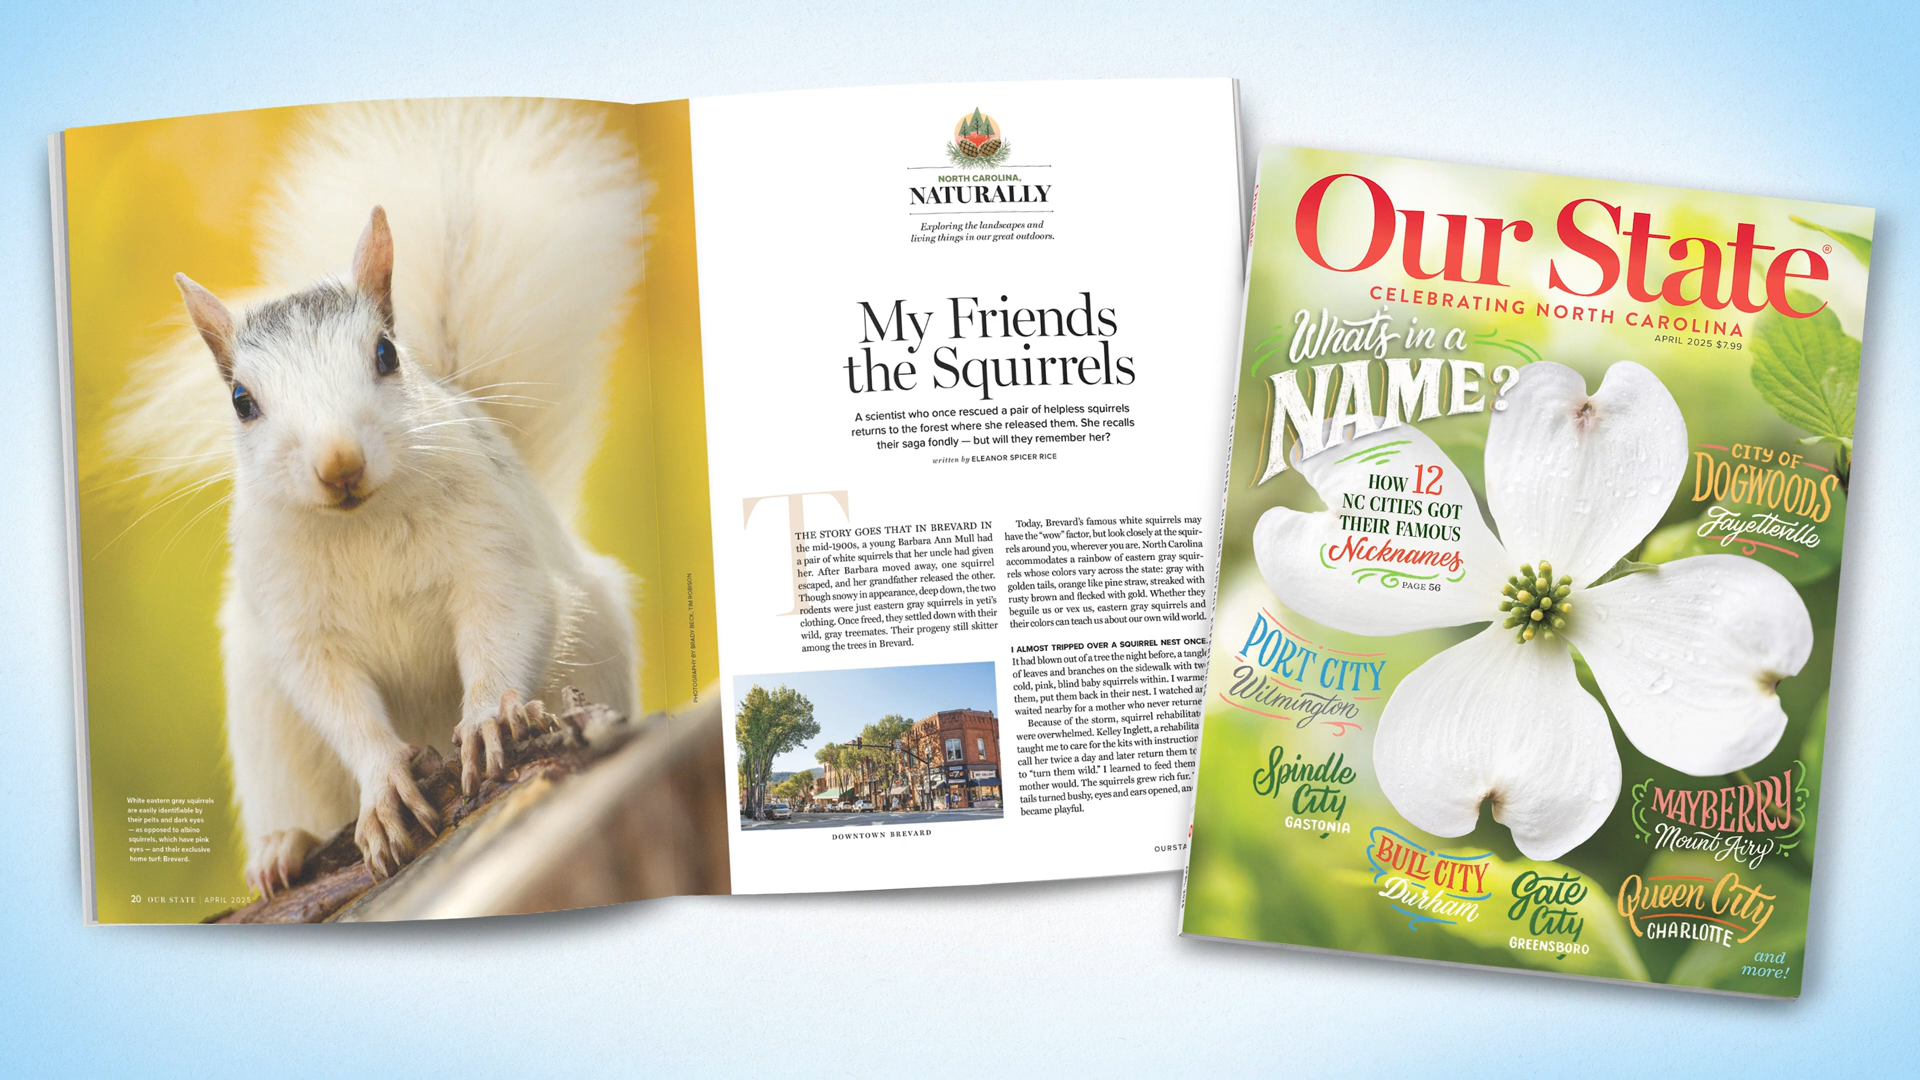 White eastern gray squirrels
are easily identifiable by
their pelts and dark eyes
— as opposed to albino
squirrels, which have pink
eyes — and their exclusive
home turf: Brevard.
20 OUR STATE | APRIL 2025
PHOTOGRAPHY BY BRADY BECK, TIM ROBISON
NORTH CAROLINA,
NATURALLY
Exploring the landscapes and
living things in our great outdoors.
My Friends
the Squirrels
A scientist who once rescued a pair of helpless squirrels
returns to the forest where she released them. She recalls
their saga fondly — but will they remember her?
written by ELEANOR SPICER RICE
T
THE STORY GOES THAT IN BREVARD IN
the mid-1900s, a young Barbara Ann Mull had
a pair of white squirrels that her uncle had given
her. After Barbara moved away, one squirrel
escaped, and her grandfather released the other.
Though snowy in appearance, deep down, the two
rodents were just eastern gray squirrels in yeti's
clothing. Once freed, they settled down with their
wild, gray treemates. Their progeny still skitter
among the trees in Brevard.
DOWNTOWN BREVARD
Today, Brevard's famous white squirrels may
have the "wow" factor, but look closely at the squir-
rels around you, wherever you are. North Carolina
accommodates a rainbow of eastern gray squir-
rels whose colors vary across the state: gray with
golden tails, orange like pine straw, streaked with
rusty brown and flecked with gold. Whether they
beguile us or vex us, eastern gray squirrels and
their colors can teach us about our own wild world.
I ALMOST TRIPPED OVER A SQUIRREL NEST ONCE.
It had blown out of a tree the night before, a tangl
of leaves and branches on the sidewalk with tw
cold, pink, blind baby squirrels within. I warme
them, put them back in their nest. I watched an
waited nearby for a mother who never returne
Because of the storm, squirrel rehabilitat
were overwhelmed. Kelley Inglett, a rehabilita
taught me to care for the kits with instruction
call her twice a day and later return them to
to "turn them wild." I learned to feed them
mother would. The squirrels grew rich fur.
tails turned bushy, eyes and ears opened, an
became playful.
OURSTA
Our State®
CELEBRATING NORTH CAROLINA
APRIL 2025 $7.99
What's in a
NAME?
HOW 12
NC CITIES GOT
THEIR FAMOUS
Nicknames
PAGE 56
CITY OF
DOGWOODS
Fayetteville
PORT CITY
Wilmington
Spindle
City
GASTONIA
MAYBERRY
Mount Airy
BULL CITY
Durham
Gate
City
GREENSBORO
Queen City
CHARLOTTE
and
more!